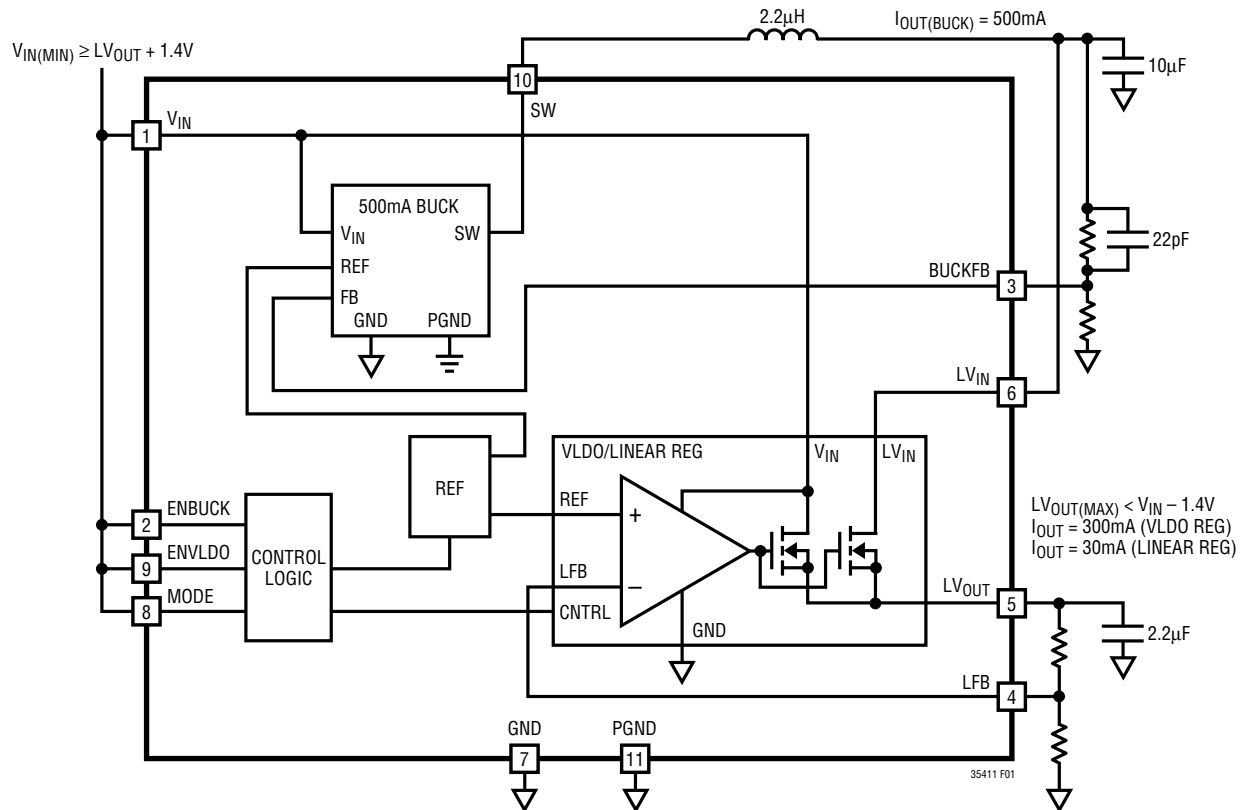 2.2µH
I_OUT(BUCK) = 500mA
V_IN(MIN) ≥ LV_OUT + 1.4V
10µF
10
SW
1
V_IN
500mA BUCK
V_IN
SW
REF
FB
GND
PGND
22pF
BUCKFB
3
LV_IN
6
VLDO/LINEAR REG
V_IN
LV_IN
REF
REF
+
LFB
–
CNTRL
GND
2
ENBUCK
9
ENVLDO
8
MODE
CONTROL
LOGIC
LV_OUT(MAX) < V_IN – 1.4V
I_OUT = 300mA (VLDO REG)
I_OUT = 30mA (LINEAR REG)
LV_OUT
5
2.2µF
LFB
4
GND
7
PGND
11
35411 F01